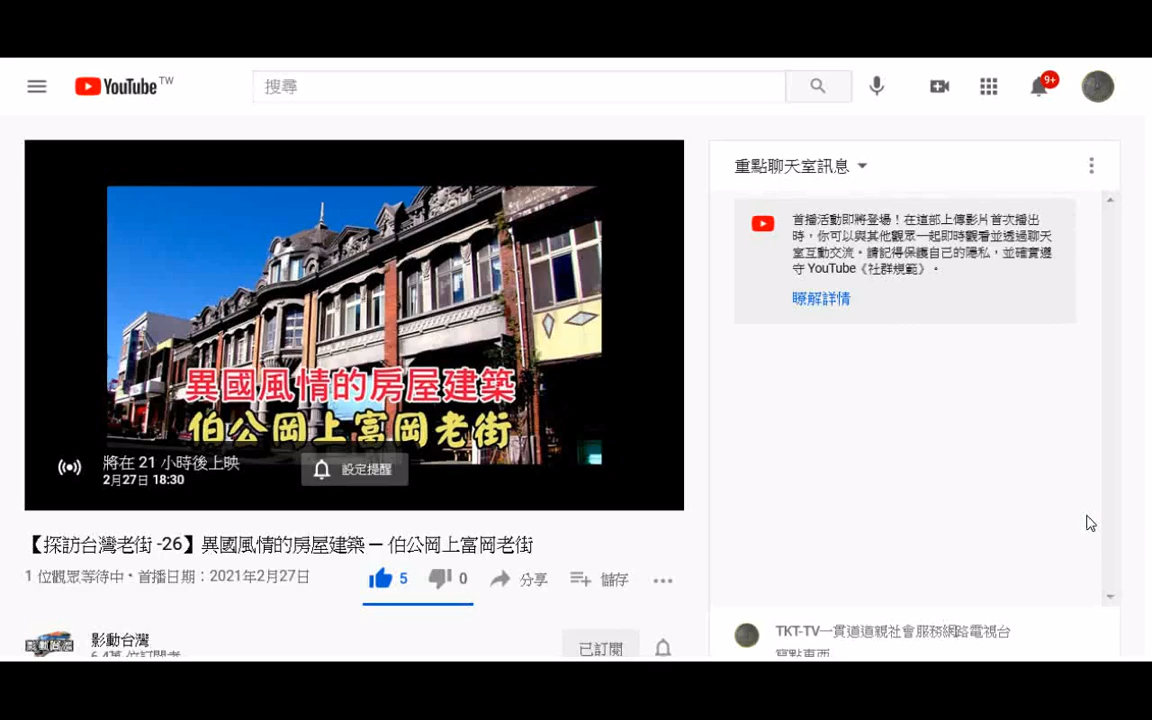 YouTube TW
搜尋
9+
異國風情的房屋建築
伯公岡上富岡老街
將在 21 小時後上映
2月27日 18:30
設定提醒
【探訪台灣老街 -26】異國風情的房屋建築 ─ 伯公岡上富岡老街
1 位觀眾等待中・首播日期：2021年2月27日
5
0
分享
儲存
影動台灣
已訂閱
重點聊天室訊息
首播活動即將登場！在這部上傳影片首次播出
時，你可以與其他觀眾一起即時觀看並透過聊天
室互動交流。請記得保護自己的隱私，並確實遵
守 YouTube《社群規範》。
瞭解詳情
TKT-TV一貫道道親社會服務網路電視台